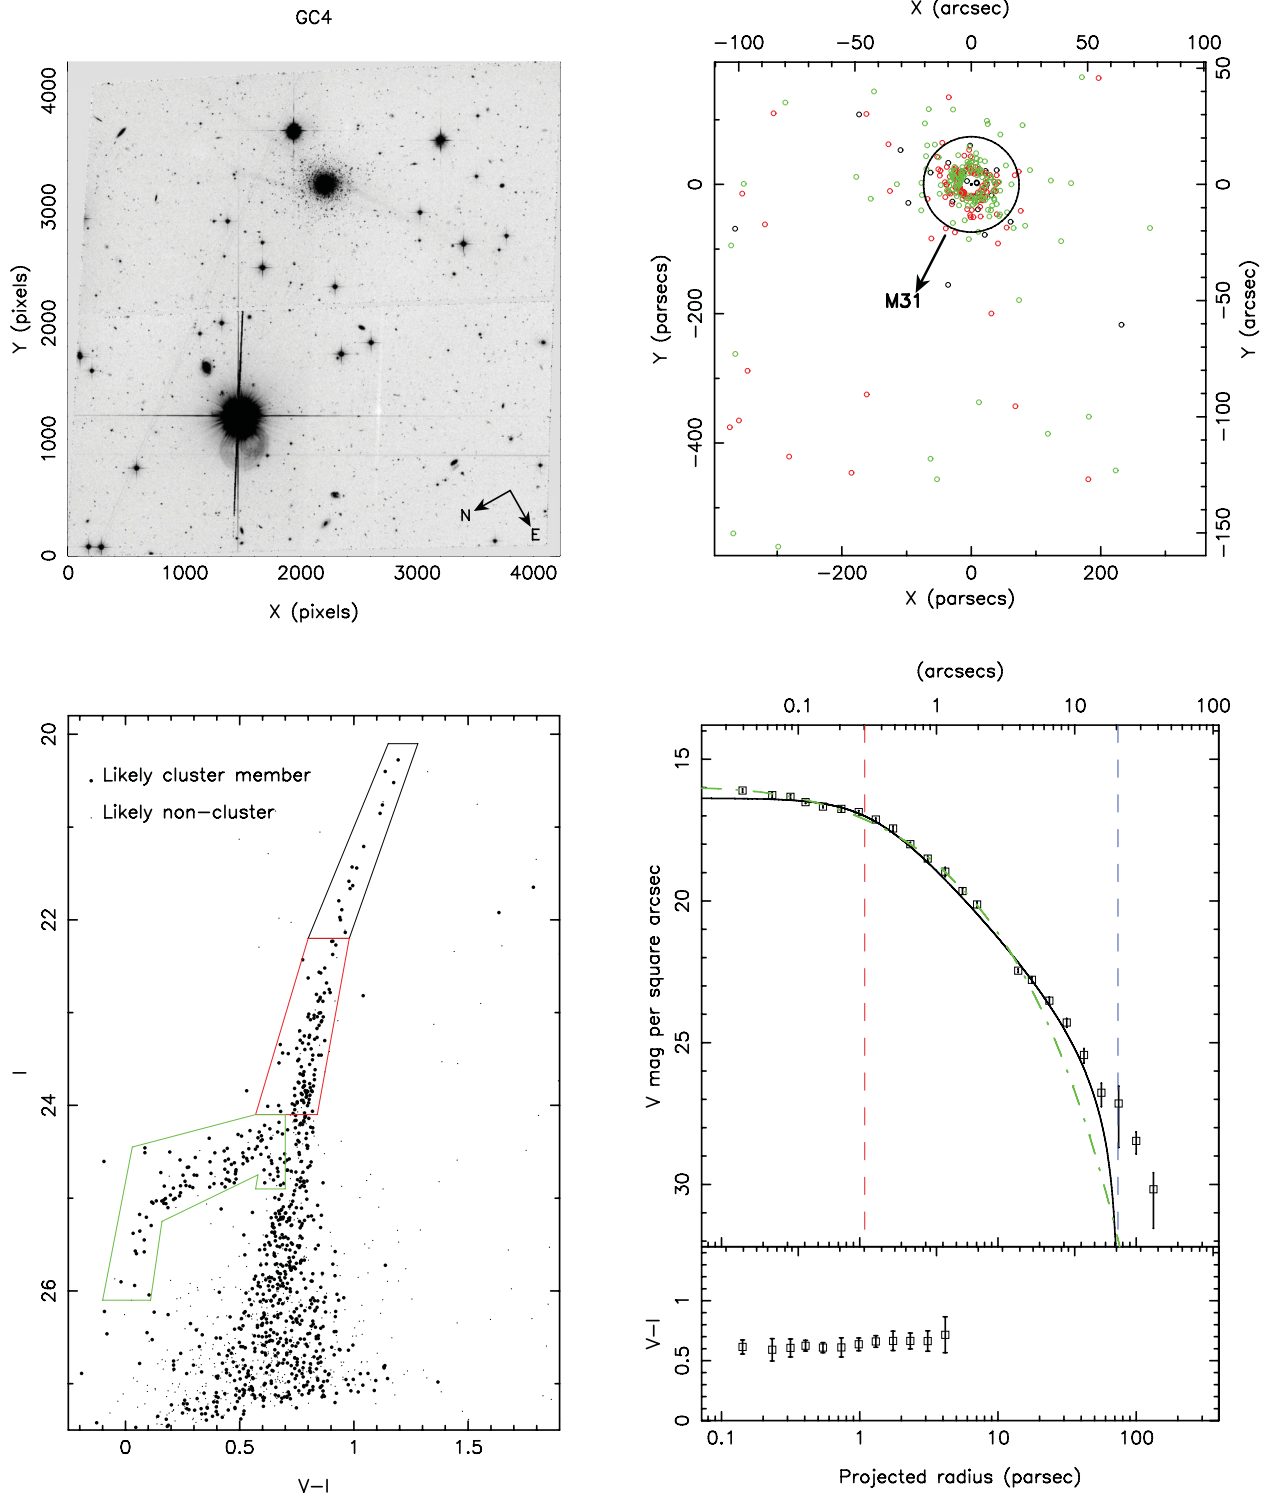 GC4
4000
3000
2000
1000
0
Y (pixels)
0 1000 2000 3000 4000
X (pixels)
N
E
X (arcsec)
−100 −50 0 50 100
0
−200
−400
Y (parsecs)
50
0
−50
−100
−150
Y (arcsec)
M31
−200 0 200
X (parsecs)
20
22
24
26
I
Likely cluster member
Likely non−cluster
0 0.5 1 1.5
V−I
(arcsecs)
0.1 1 10 100
15
20
25
30
V mag per square arcsec
1
0.5
0
V−I
0.1 1 10 100
Projected radius (parsec)